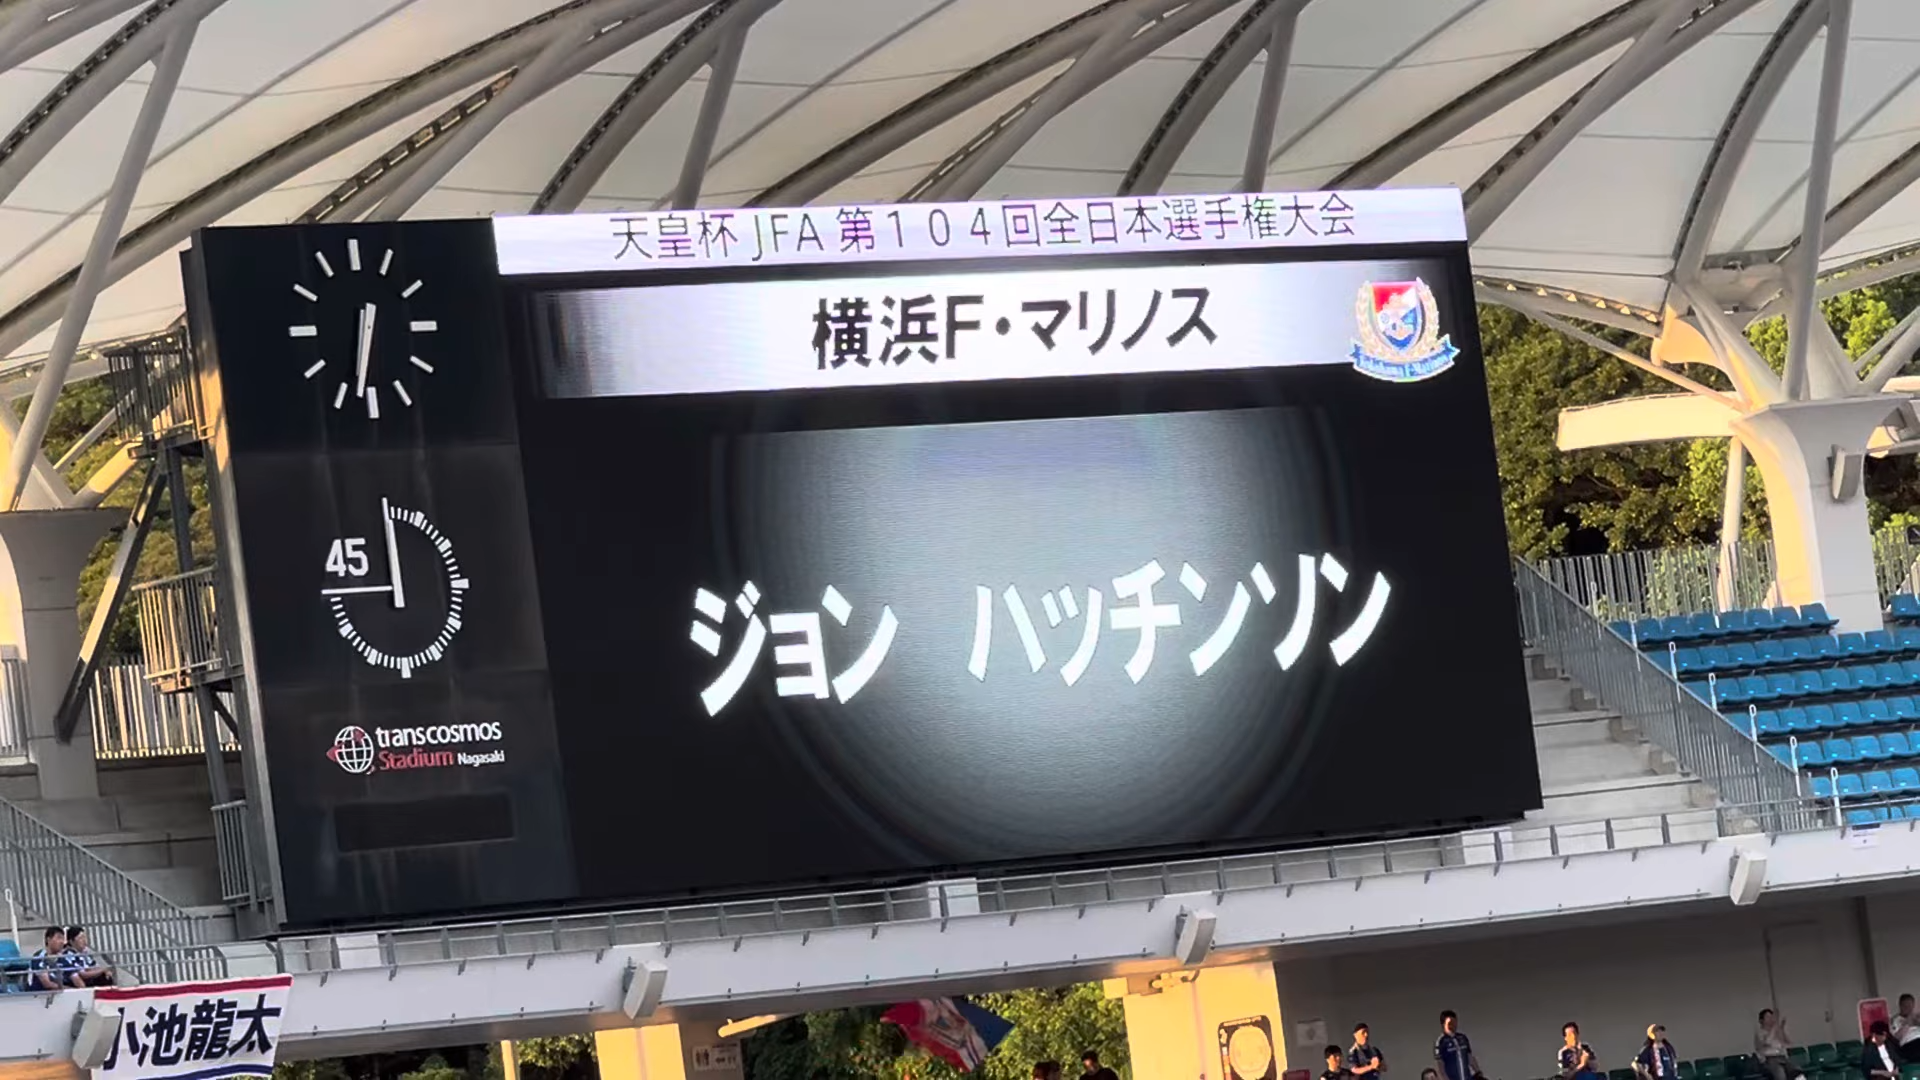 天皇杯 JFA 第104回全日本選手権大会
横浜F・マリノス
Yokohama F・Marinos
ジョン ハッチンソン
45
transcosmos
Stadium Nagasaki
小池龍太